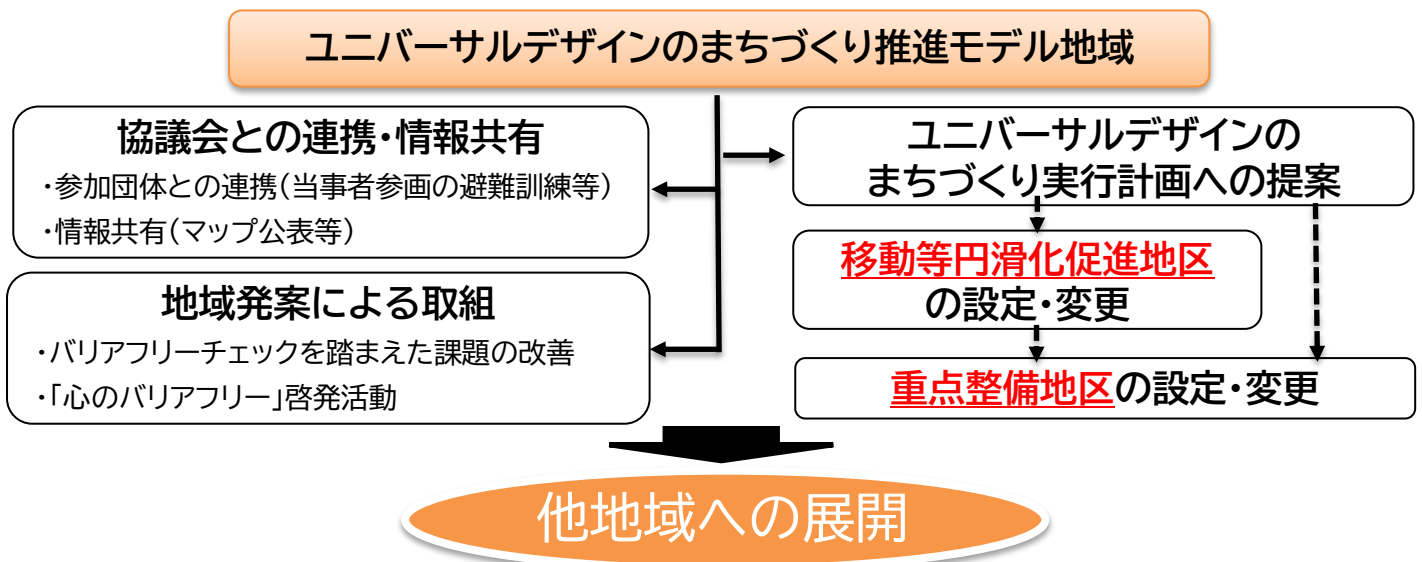 ユニバーサルデザインのまちづくり推進モデル地域
協議会との連携・情報共有
・参加団体との連携(当事者参画の避難訓練等)
・情報共有(マップ公表等)
地域発案による取組
・バリアフリーチェックを踏まえた課題の改善
・「心のバリアフリー」啓発活動
ユニバーサルデザインの
まちづくり実行計画への提案
移動等円滑化促進地区
の設定・変更
重点整備地区の設定・変更
他地域への展開